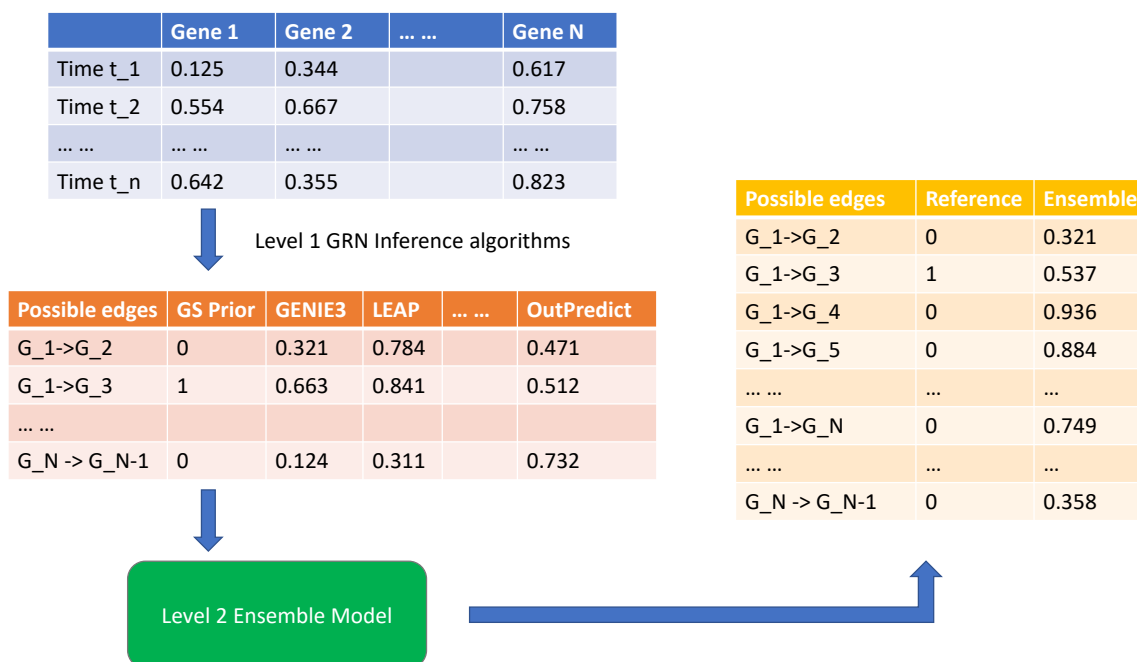 Gene 1 Gene 2 … … Gene N
Time t_1 0.125 0.344 0.617
Time t_2 0.554 0.667 0.758
… … … … … … … …
Time t_n 0.642 0.355 0.823
Level 1 GRN Inference algorithms
Possible edges GS Prior GENIE3 LEAP … … OutPredict
G_1->G_2 0 0.321 0.784 0.471
G_1->G_3 1 0.663 0.841 0.512
… …
G_N -> G_N-1 0 0.124 0.311 0.732
Level 2 Ensemble Model
Possible edges Reference Ensemble
G_1->G_2 0 0.321
G_1->G_3 1 0.537
G_1->G_4 0 0.936
G_1->G_5 0 0.884
… … … …
G_1->G_N 0 0.749
… … … …
G_N -> G_N-1 0 0.358